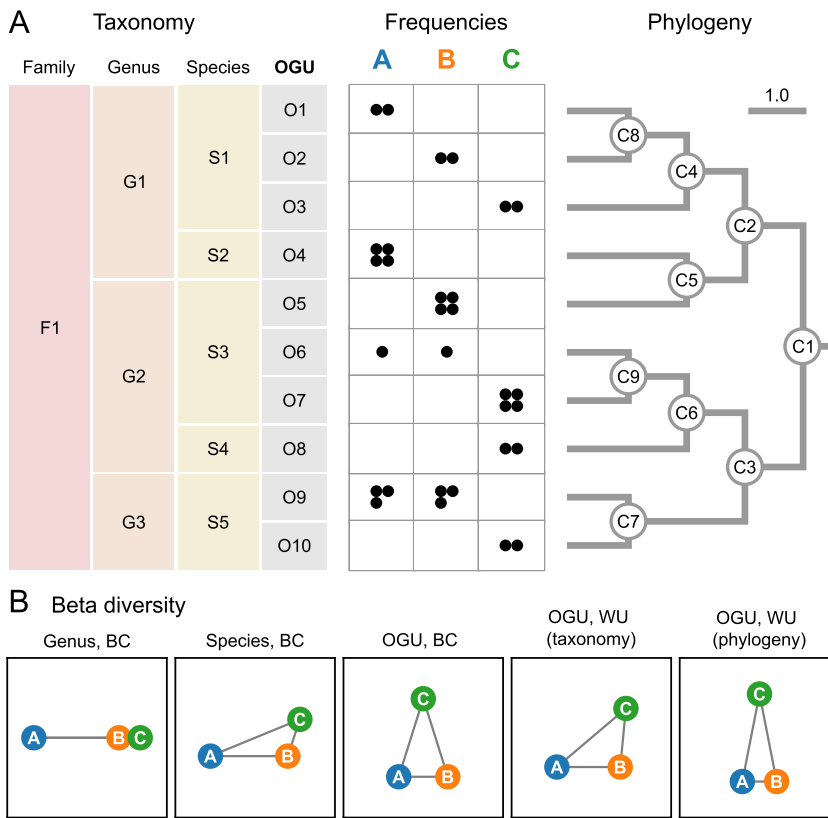 A Taxonomy Frequencies Phylogeny
Family Genus Species OGU A B C
1.0
F1
G1
G2
G3
S1
S2
S3
S4
S5
O1
O2
O3
O4
O5
O6
O7
O8
O9
O10
C8
C4
C2
C5
C1
C9
C6
C3
C7
B Beta diversity
Genus, BC
A B C
Species, BC
A B C
OGU, BC
A B C
OGU, WU
(taxonomy)
A B C
OGU, WU
(phylogeny)
A B C